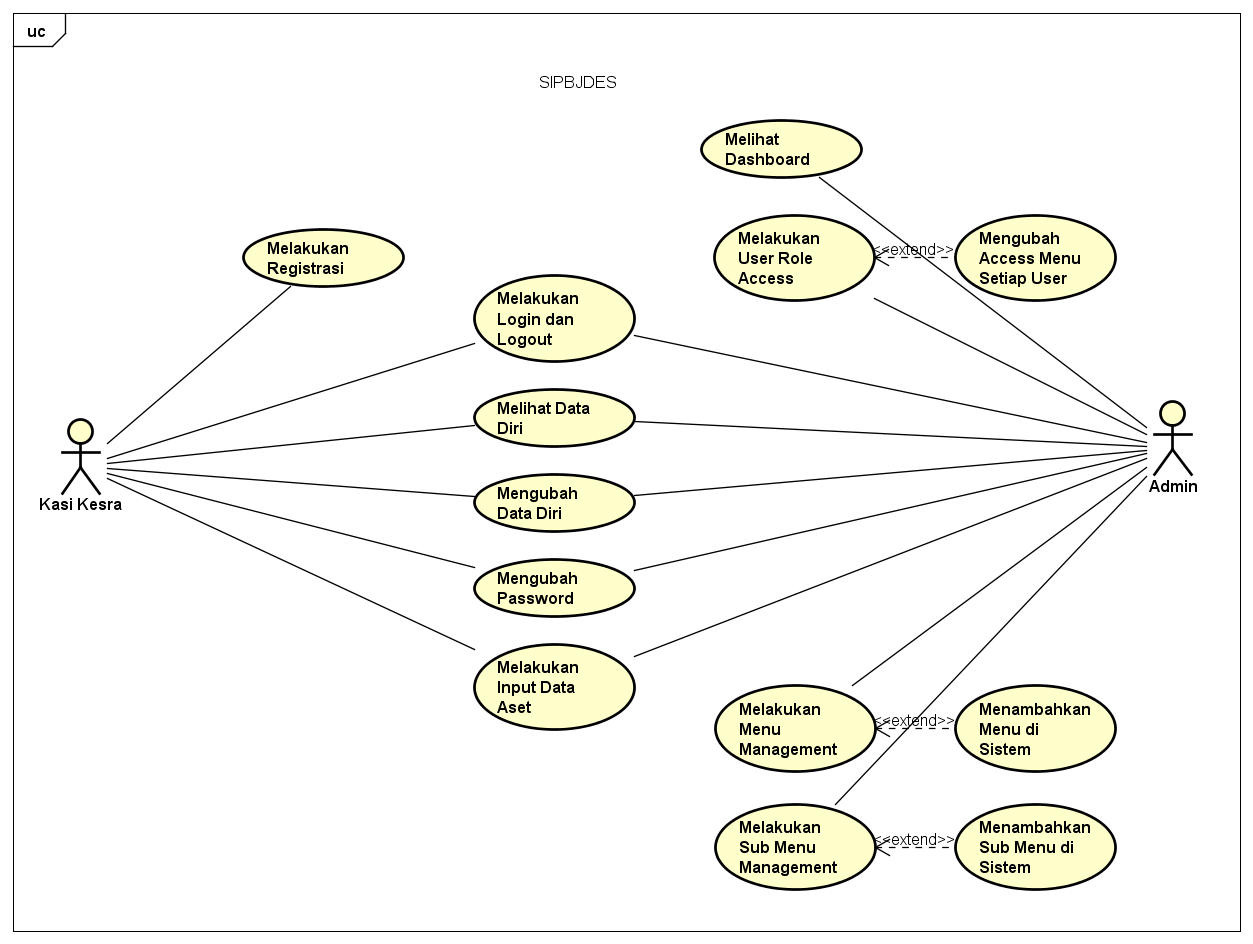 uc
SIPBJDES
Melihat
Dashboard
Melakukan
User Role
Access
<<extend>>
Mengubah
Access Menu
Setiap User
Melakukan
Registrasi
Melakukan
Login dan
Logout
Melihat Data
Diri
Mengubah
Data Diri
Mengubah
Password
Melakukan
Input Data
Aset
Kasi Kesra
Admin
Melakukan
Menu
Management
<<extend>>
Menambahkan
Menu di
Sistem
Melakukan
Sub Menu
Management
<<extend>>
Menambahkan
Sub Menu di
Sistem